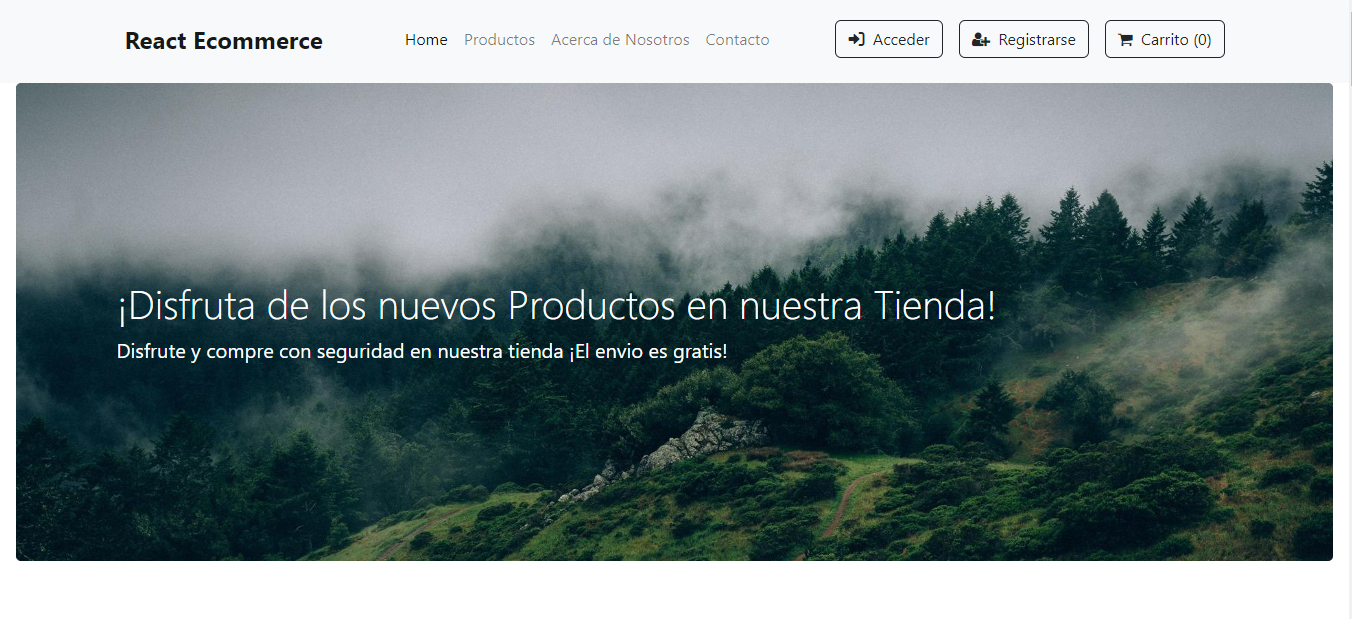 React Ecommerce Home Productos Acerca de Nosotros Contacto Acceder Registrarse Carrito (0)
¡Disfruta de los nuevos Productos en nuestra Tienda!
Disfrute y compre con seguridad en nuestra tienda ¡El envio es gratis!